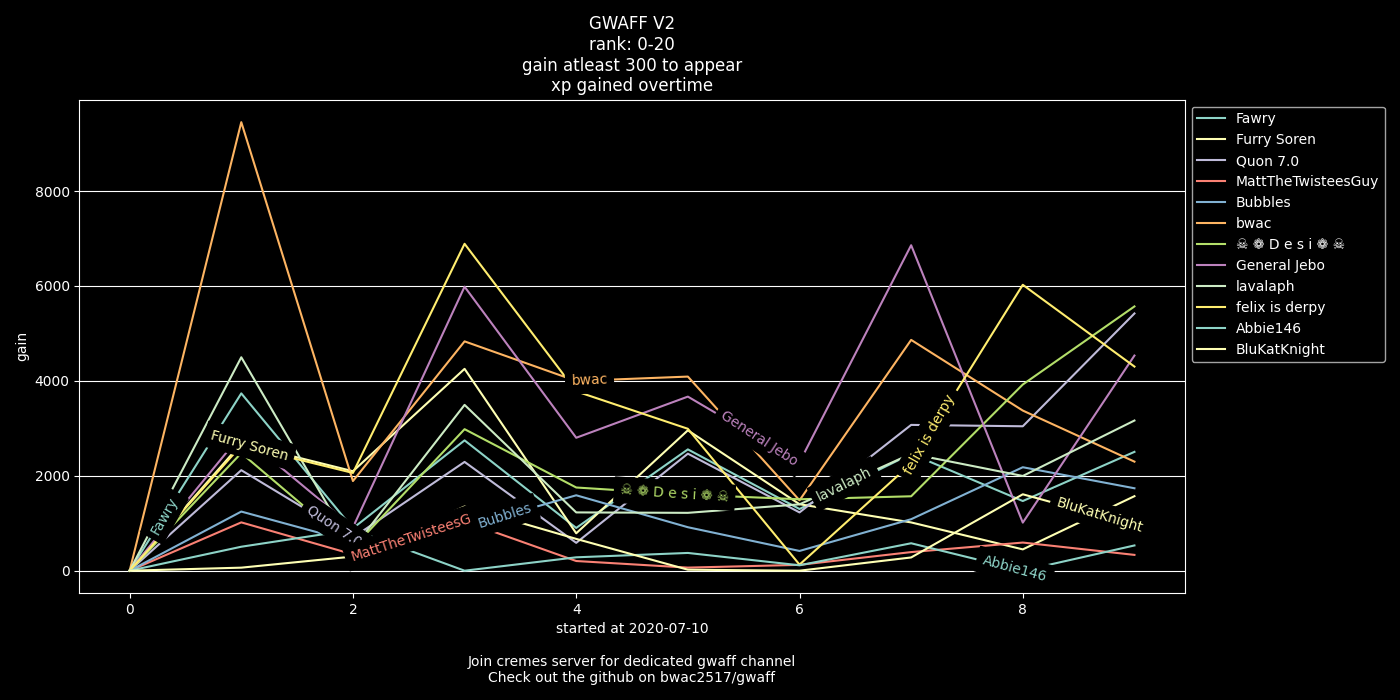 GWAFF V2
rank: 0-20
gain atleast 300 to appear
xp gained overtime
gain
8000
6000
4000
2000
0
0
2
4
6
8
started at 2020-07-10
Fawry
Furry Soren
Quon 7.0
MattTheTwisteesG
Bubbles
bwac
☠ ❁ D e s i ❁ ☠
General Jebo
lavalaph
felix is derpy
Abbie146
BluKatKnight
Fawry
Furry Soren
Quon 7.0
MattTheTwisteesGuy
Bubbles
bwac
☠ ❁ D e s i ❁ ☠
General Jebo
lavalaph
felix is derpy
Abbie146
BluKatKnight
Join cremes server for dedicated gwaff channel
Check out the github on bwac2517/gwaff